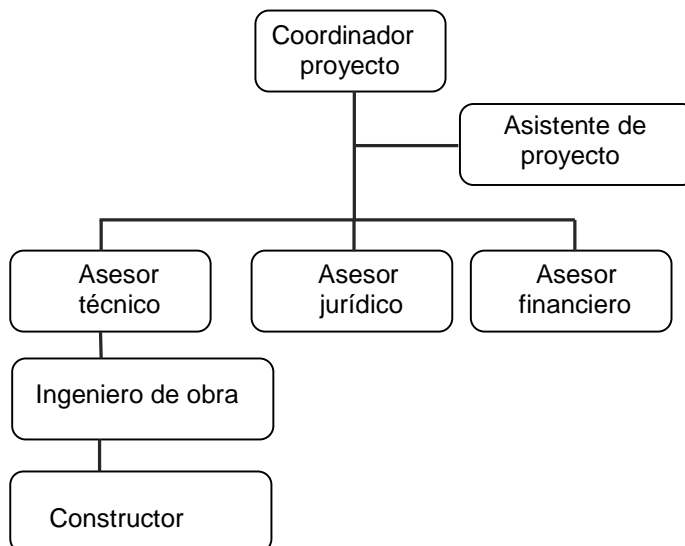 Coordinador
proyecto
Asistente de
proyecto
Asesor
técnico
Asesor
jurídico
Asesor
financiero
Ingeniero de obra
Constructor